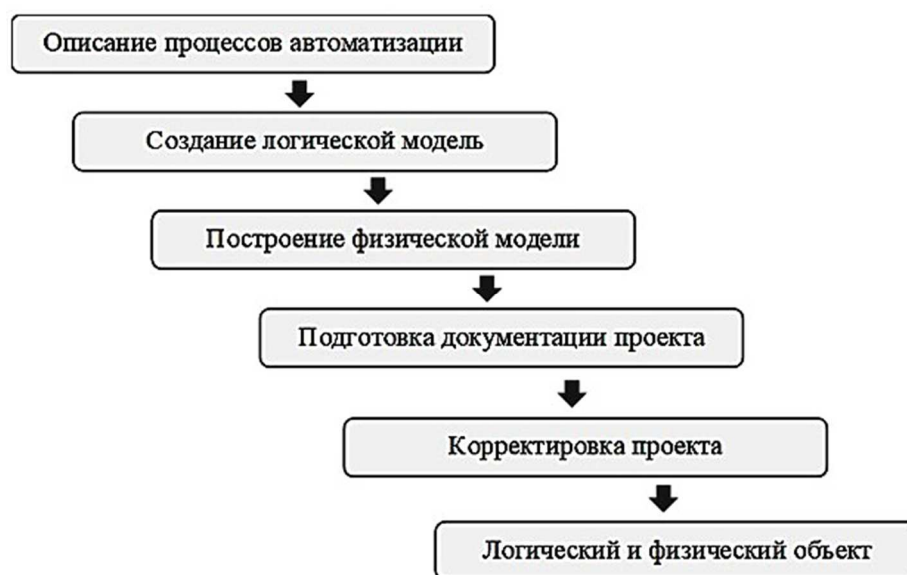 Описание процессов автоматизации
Создание логической модель
Построение физической модели
Подготовка документации проекта
Корректировка проекта
Логический и физический объект